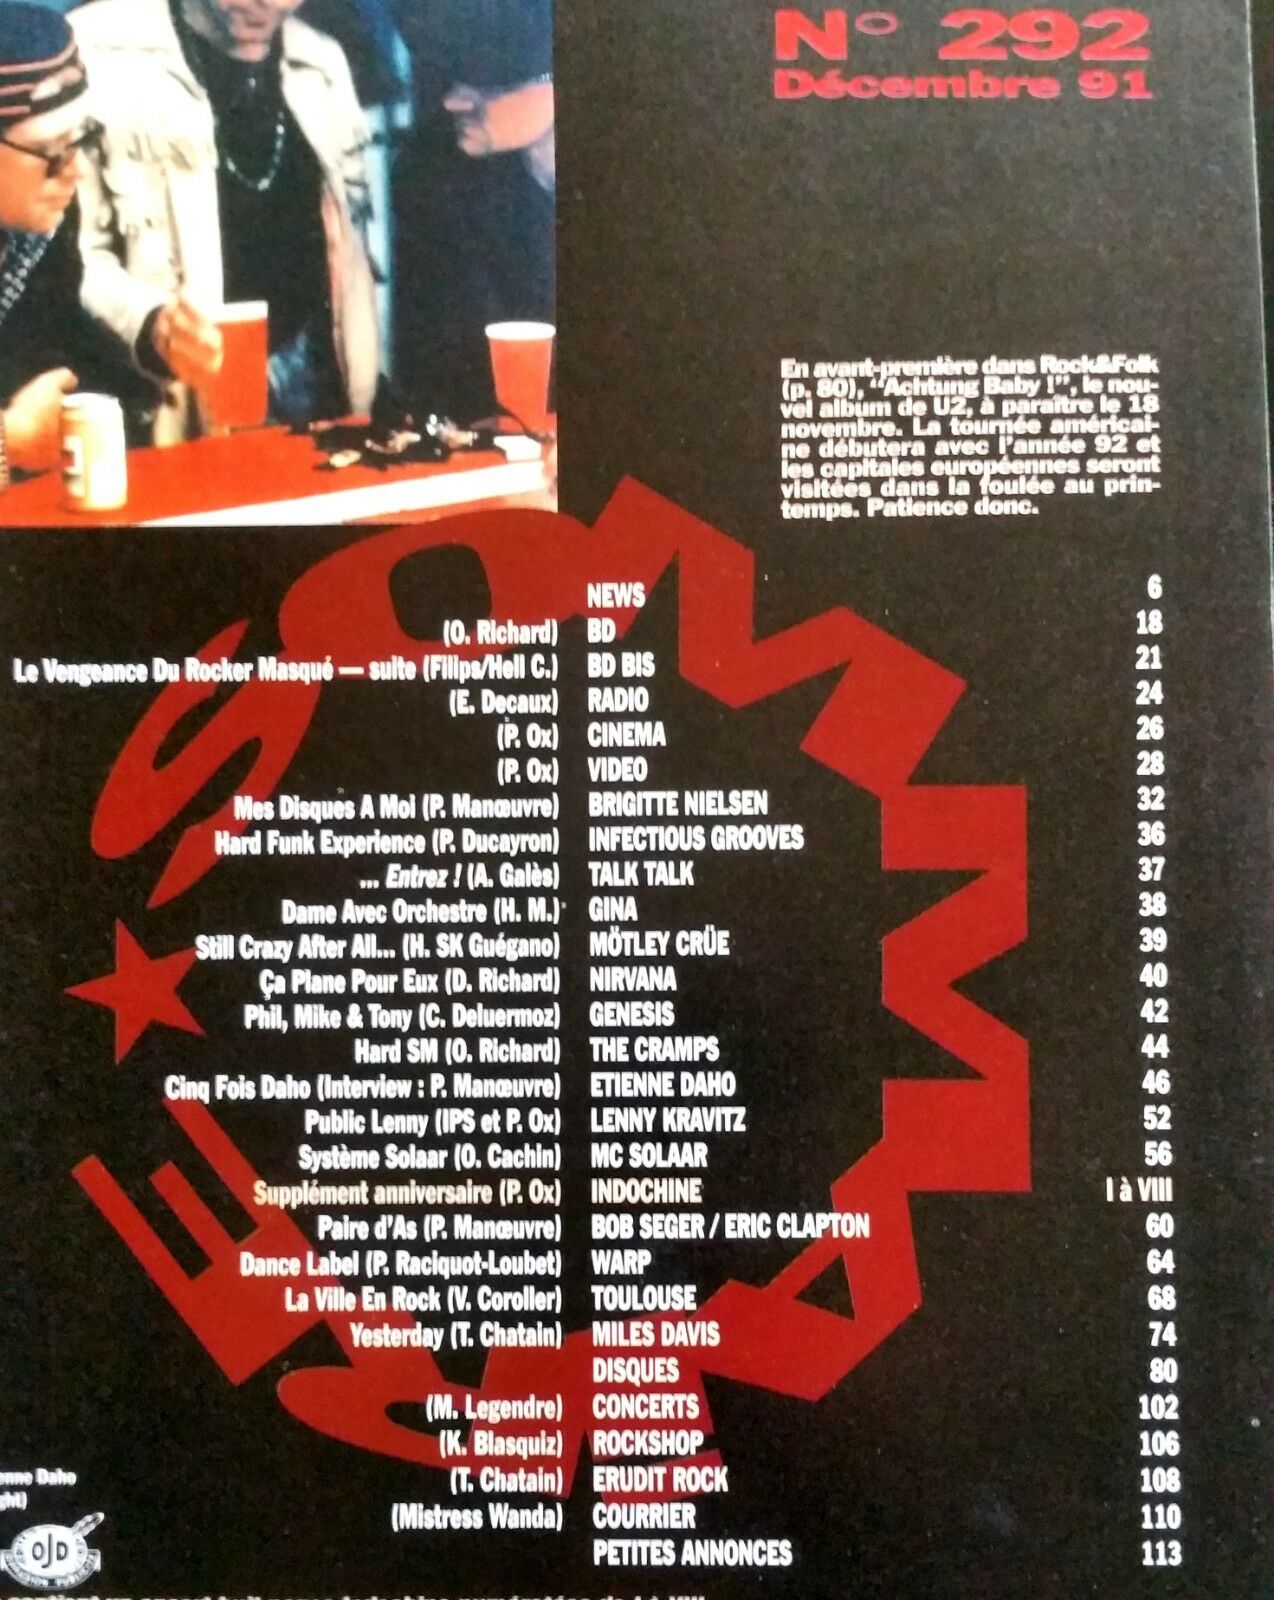 N° 292
Décembre 91
En avant-première dans Rock&Folk
(p. 80), "Achtung Baby !", le nou-
vel album de U2, à paraître le 18
novembre. La tournée américai-
ne débutera avec l'année 92 et
les capitales européennes seront
visitées dans la foulée au prin-
temps. Patience donc.
SOMMAIRE
NEWS 6
(O. Richard) BD 18
Le Vengeance Du Rocker Masqué — suite (Filips/Hell C.) BD BIS 21
(E. Decaux) RADIO 24
(P. Ox) CINEMA 26
(P. Ox) VIDEO 28
Mes Disques A Moi (P. Manœuvre) BRIGITTE NIELSEN 32
Hard Funk Experience (P. Ducayron) INFECTIOUS GROOVES 36
... Entrez ! (A. Galès) TALK TALK 37
Dame Avec Orchestre (H. M.) GINA 38
Still Crazy After All... (H. SK Guégano) MÖTLEY CRÜE 39
Ça Plane Pour Eux (D. Richard) NIRVANA 40
Phil, Mike & Tony (C. Deluermoz) GENESIS 42
Hard SM (O. Richard) THE CRAMPS 44
Cinq Fois Daho (Interview : P. Manœuvre) ETIENNE DAHO 46
Public Lenny (IPS et P. Ox) LENNY KRAVITZ 52
Système Solaar (O. Cachin) MC SOLAAR 56
Supplément anniversaire (P. Ox) INDOCHINE I à VIII
Paire d'As (P. Manœuvre) BOB SEGER / ERIC CLAPTON 60
Dance Label (P. Raciquot-Loubet) WARP 64
La Ville En Rock (V. Coroller) TOULOUSE 68
Yesterday (T. Chatain) MILES DAVIS 74
DISQUES 80
(M. Legendre) CONCERTS 102
(K. Blasquiz) ROCKSHOP 106
(T. Chatain) ERUDIT ROCK 108
(Mistress Wanda) COURRIER 110
PETITES ANNONCES 113
enne Daho
ght)
OJD